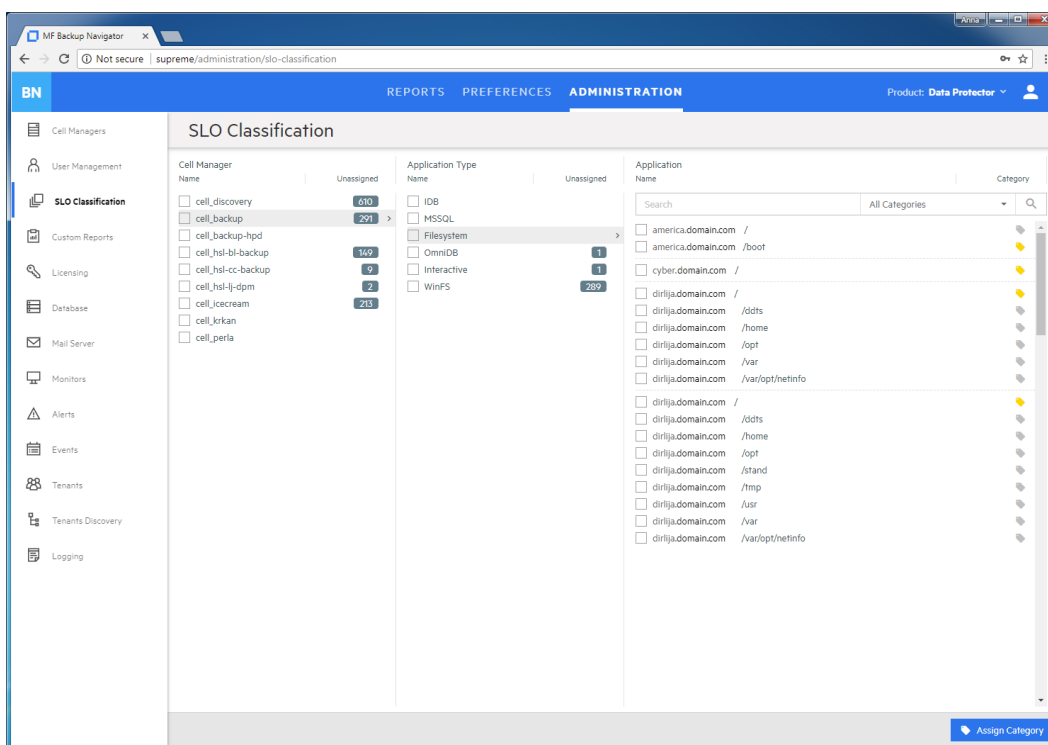 Anna
MF Backup Navigator
Not secure | supreme/administration/slo-classification
BN
REPORTS PREFERENCES ADMINISTRATION
Product: Data Protector
Cell Managers
User Management
SLO Classification
Custom Reports
Licensing
Database
Mail Server
Monitors
Alerts
Events
Tenants
Tenants Discovery
Logging
SLO Classification
Cell Manager
Name Unassigned
cell_discovery 610
cell_backup 291
cell_backup-hpd
cell_hsl-bl-backup 149
cell_hsl-cc-backup 9
cell_hsl-lj-dpm 2
cell_icecream 213
cell_krkan
cell_perla
Application Type
Name Unassigned
IDB
MSSQL
Filesystem
OmniDB 1
Interactive 1
WinFS 289
Application
Name Category
Search All Categories
america.domain.com /
america.domain.com /boot
cyber.domain.com /
dirlija.domain.com /
dirlija.domain.com /ddts
dirlija.domain.com /home
dirlija.domain.com /opt
dirlija.domain.com /var
dirlija.domain.com /var/opt/netinfo
dirlija.domain.com /
dirlija.domain.com /ddts
dirlija.domain.com /home
dirlija.domain.com /opt
dirlija.domain.com /stand
dirlija.domain.com /tmp
dirlija.domain.com /usr
dirlija.domain.com /var
dirlija.domain.com /var/opt/netinfo
Assign Category